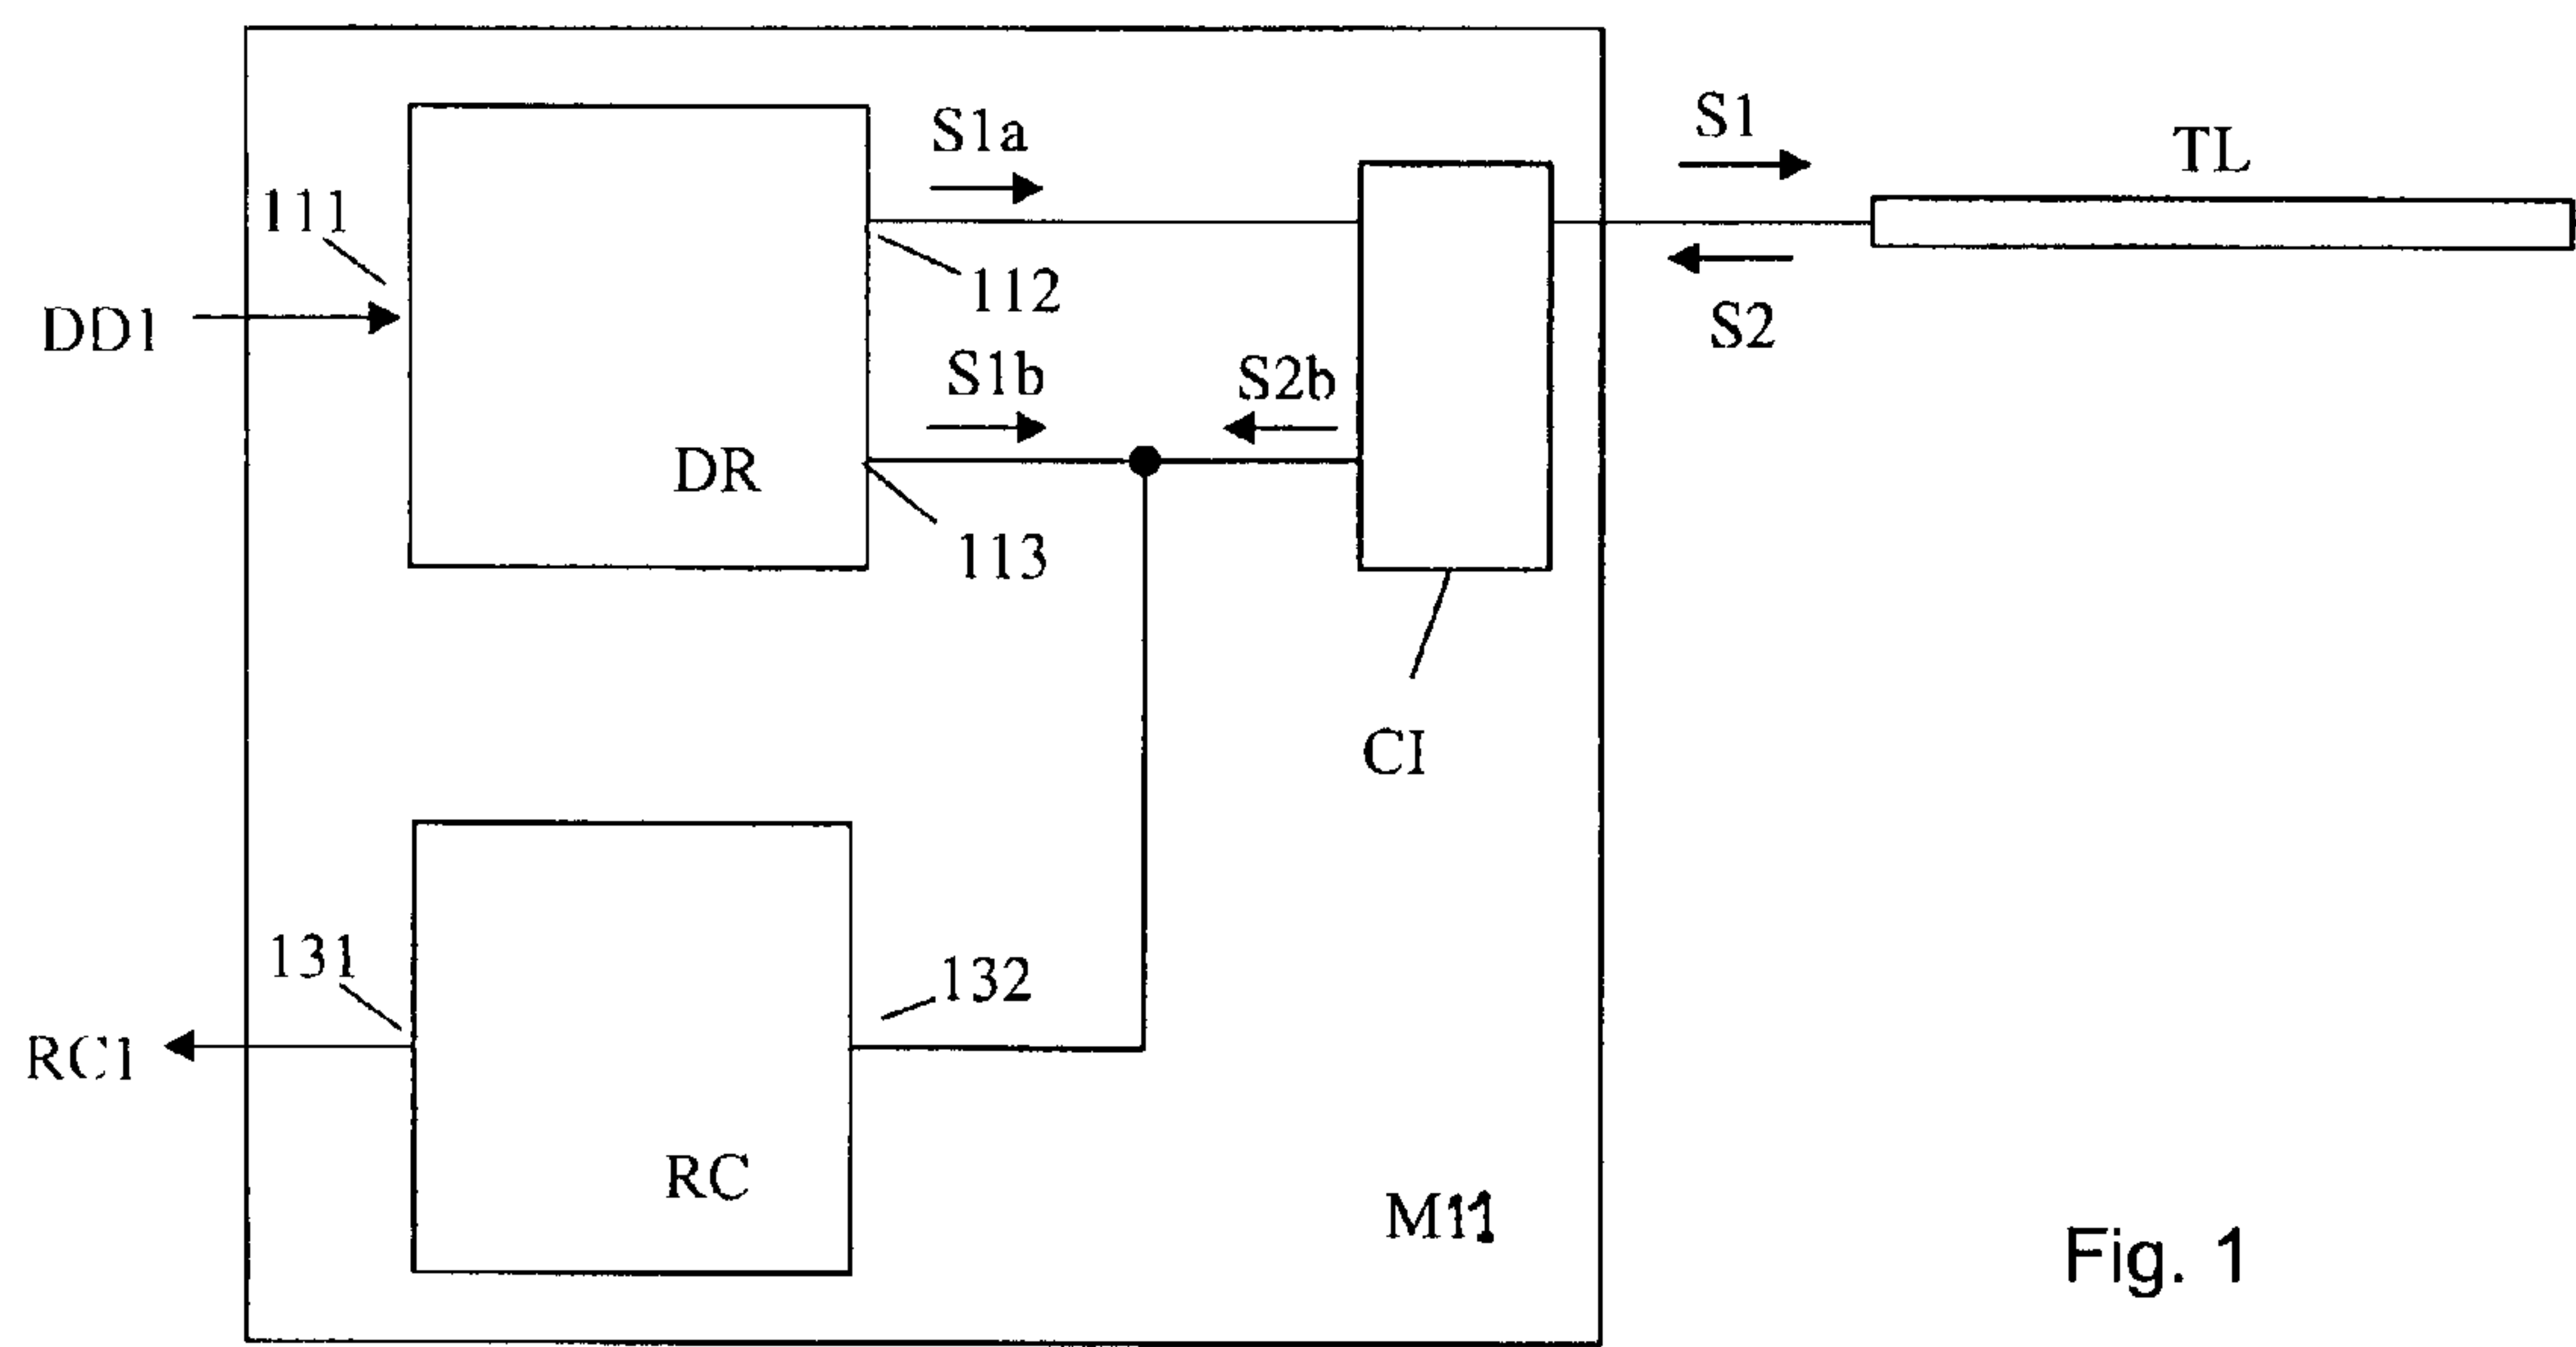 S1a
S1
TL
111
112
DD1
S2
S1b
S2b
DR
113
CI
131
132
RC1
RC
M11
Fig. 1